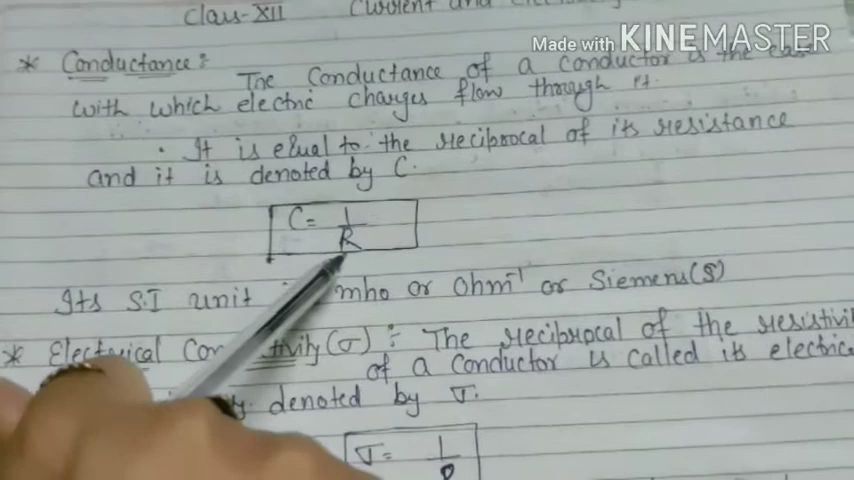 Class-XII Current and
Made with KINEMASTER
* Conductance:
The Conductance of a conductor is the
with which electric charges flow through it.
. It is equal to the reciprocal of its resistance
and it is denoted by C.
C = 1/R
Its S.I unit mho or Ohm⁻¹ or Siemens(S)
* Electrical (σ): The reciprocal of the
of a conductor is called its
denoted by σ.
σ = 1/ρ